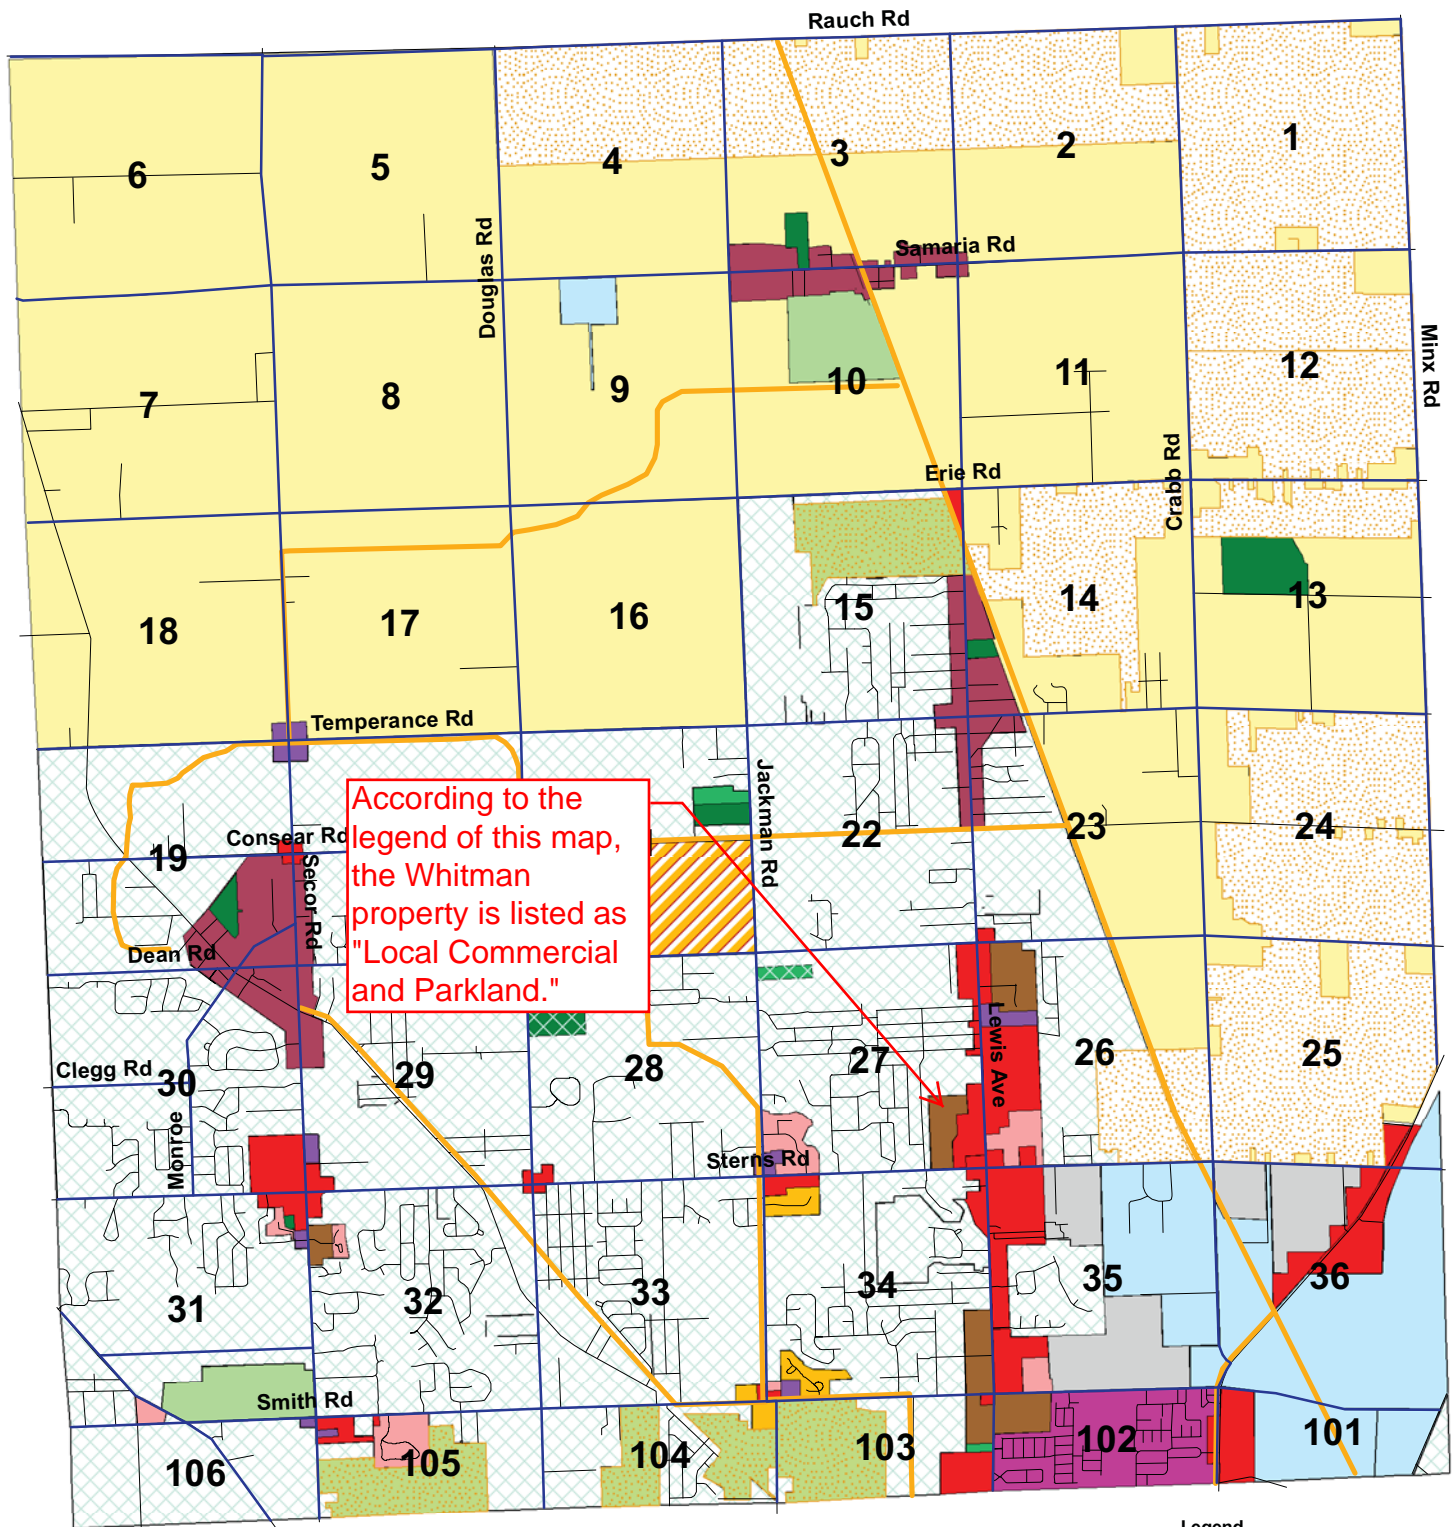 Rauch Rd
6
5
4
3
2
1
Samaria Rd
Douglas Rd
Minx Rd
7
8
9
10
11
12
Erie Rd
Crabb Rd
18
17
16
15
14
13
Temperance Rd
Jackman Rd
According to the
legend of this map,
the Whitman
property is listed as
"Local Commercial
and Parkland."
Consear Rd
Secor Rd
19
22
23
24
Dean Rd
Lewis Ave
Clegg Rd
30
29
28
27
26
25
Monroe
Sterns Rd
31
32
33
34
35
36
Smith Rd
106
105
104
103
102
101
Legend